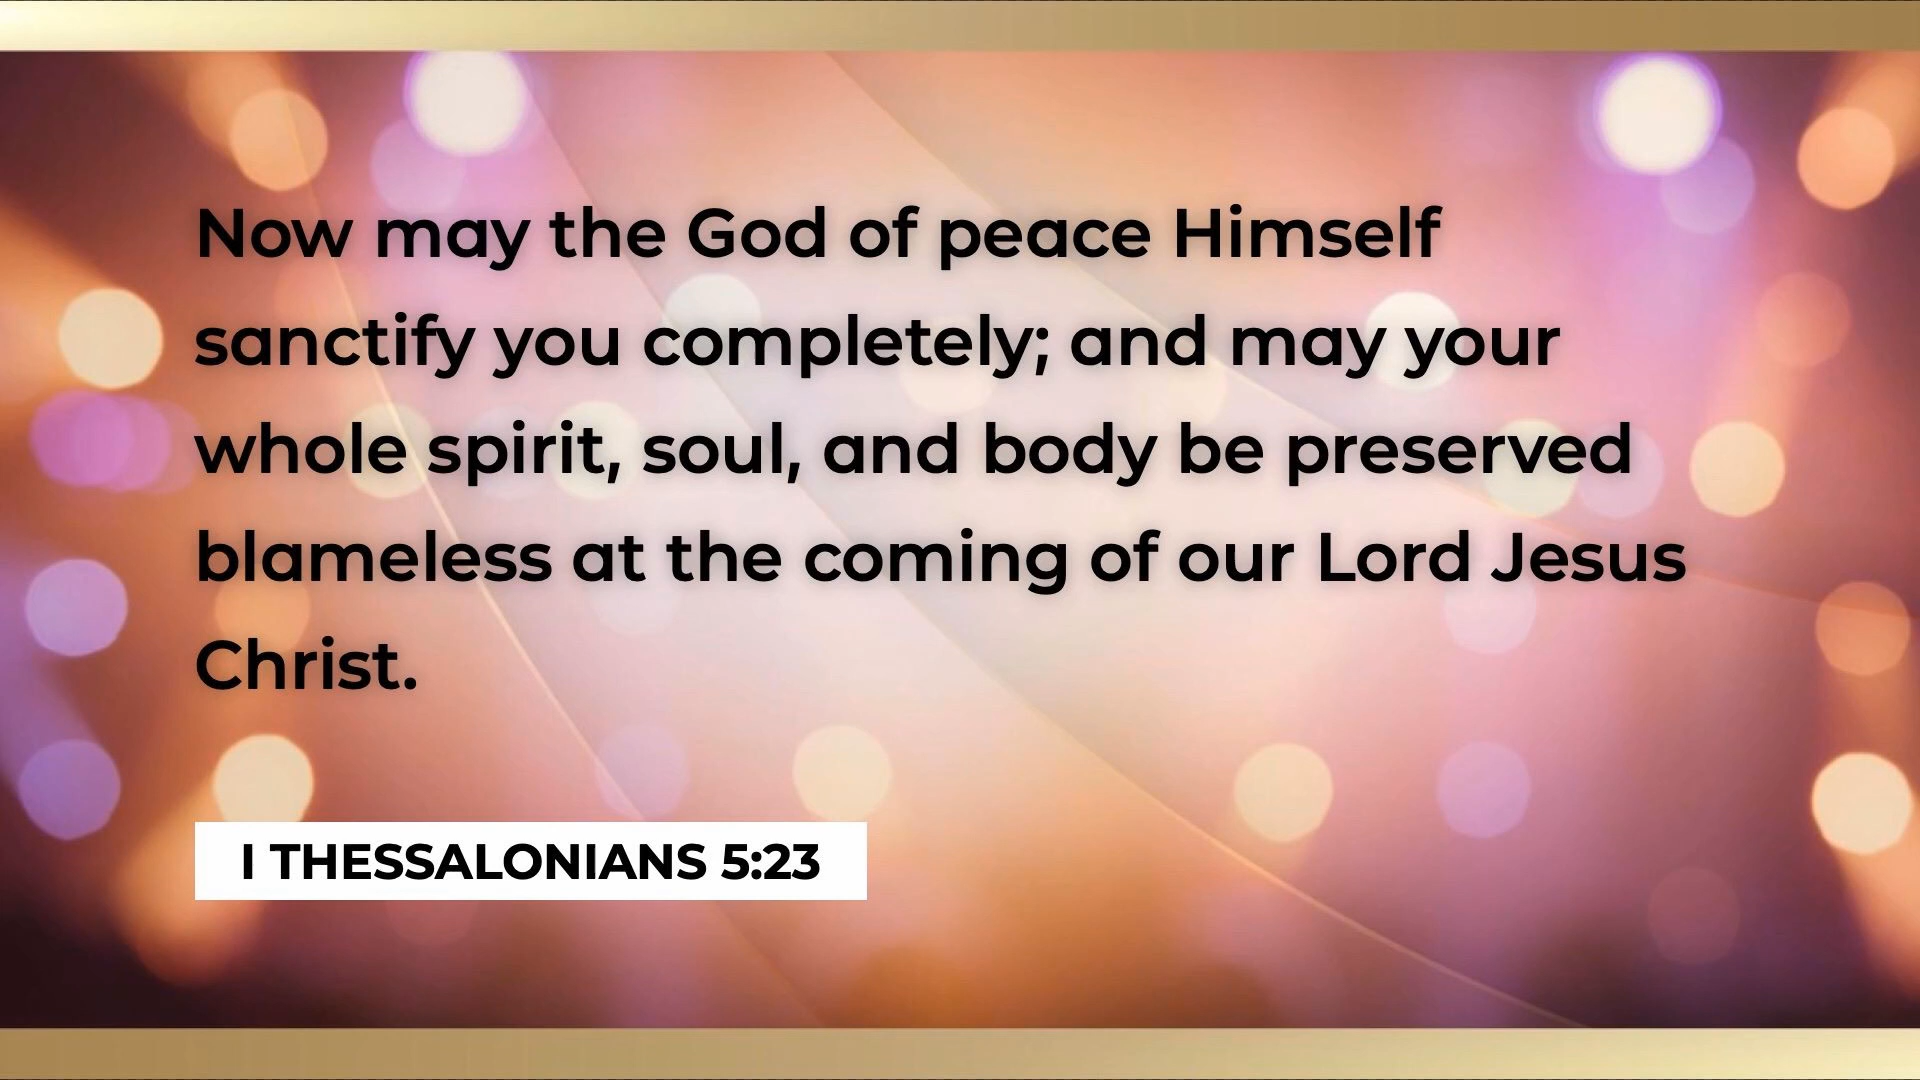 Now may the God of peace Himself
sanctify you completely; and may your
whole spirit, soul, and body be preserved
blameless at the coming of our Lord Jesus
Christ.
I THESSALONIANS 5:23